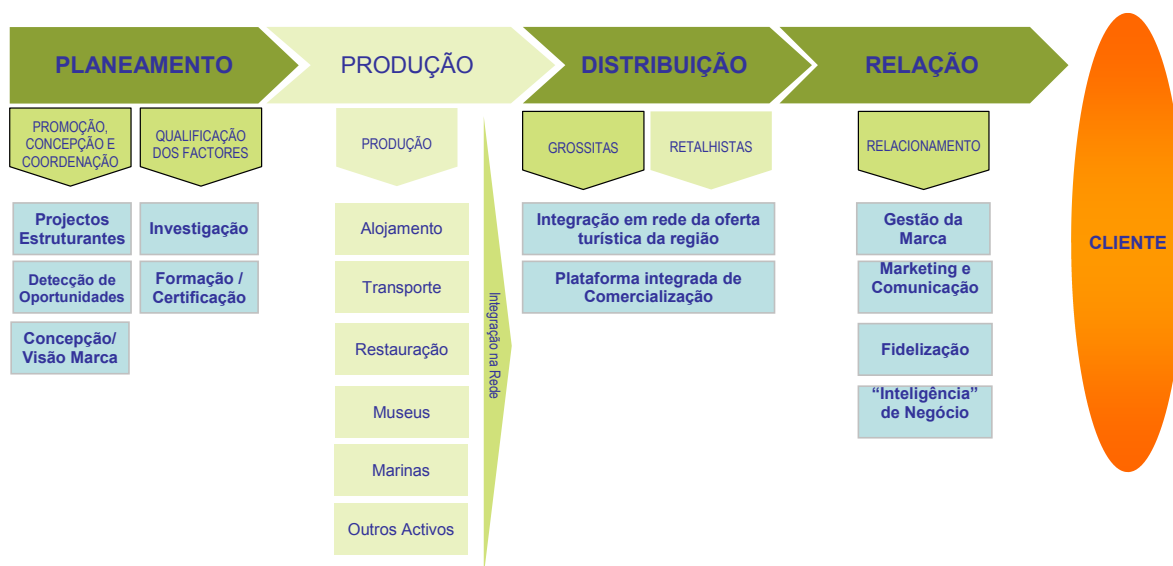 PLANEAMENTO
PRODUÇÃO
DISTRIBUIÇÃO
RELAÇÃO
PROMOÇÃO,
CONCEPÇÃO E
COORDENAÇÃO
QUALIFICAÇÃO
DOS FACTORES
PRODUÇÃO
GROSSITAS
RETALHISTAS
RELACIONAMENTO
Projectos
Estruturantes
Detecção de
Oportunidades
Concepção/
Visão Marca
Investigação
Formação /
Certificação
Alojamento
Transporte
Restauração
Museus
Marinas
Outros Activos
Integração na Rede
Integração em rede da oferta
turística da região
Plataforma integrada de
Comercialização
Gestão da
Marca
Marketing e
Comunicação
Fidelização
“Inteligência”
de Negócio
CLIENTE